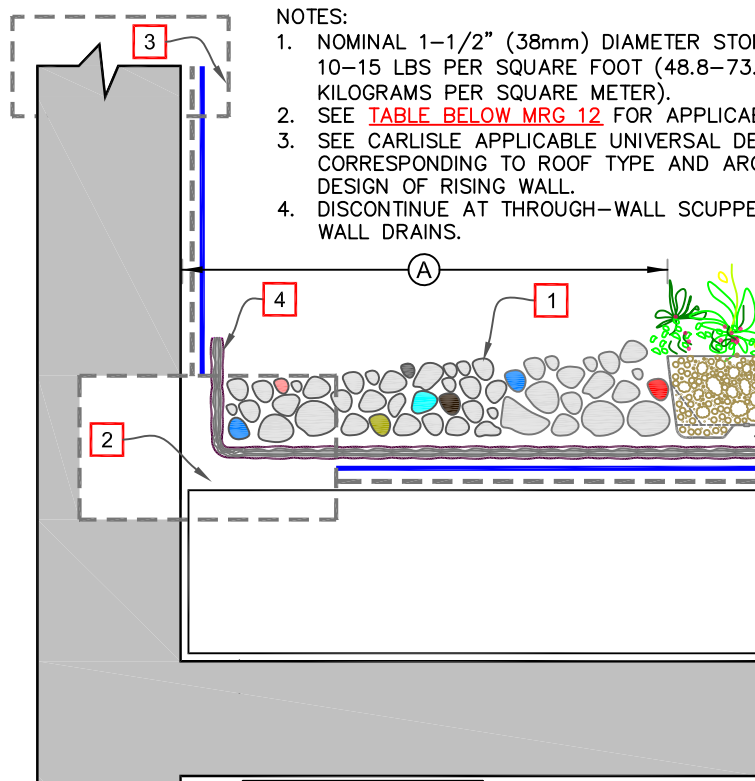 NOTES:
1. NOMINAL 1-1/2" (38mm) DIAMETER
10-15 LBS PER SQUARE FOOT (48.8-73.
KILOGRAMS PER SQUARE METER).
2. SEE TABLE BELOW MRG 12 FOR
3. SEE CARLISLE APPLICABLE UNIVERSAL
CORRESPONDING TO ROOF TYPE AND
DESIGN OF RISING WALL.
4. DISCONTINUE AT THROUGH-WALL
WALL DRAINS.
3
A
4
1
2